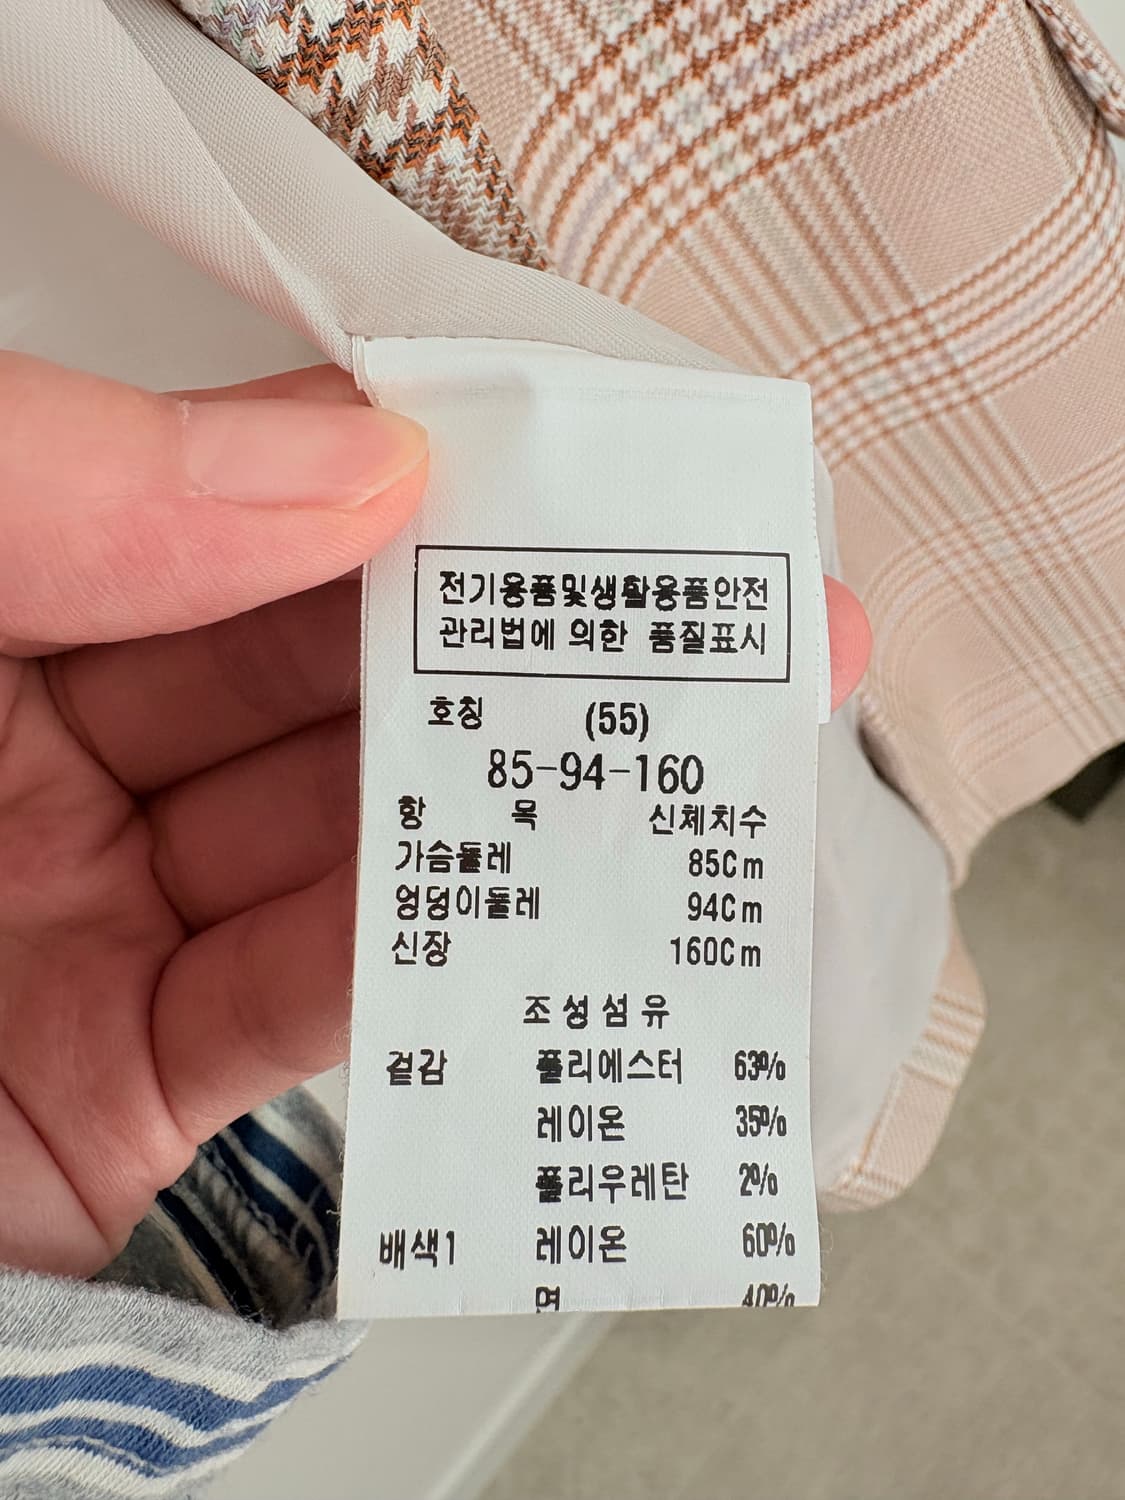 전기용품및생활용품안전
관리법에 의한 품질표시
호칭 (55)
85-94-160
항 목 신체치수
가슴둘레 85Cm
엉덩이둘레 94Cm
신장 160Cm
조성섬유
겉감 폴리에스터 63%
레이온 35%
폴리우레탄 2%
배색1 레이온 60%
면 40%